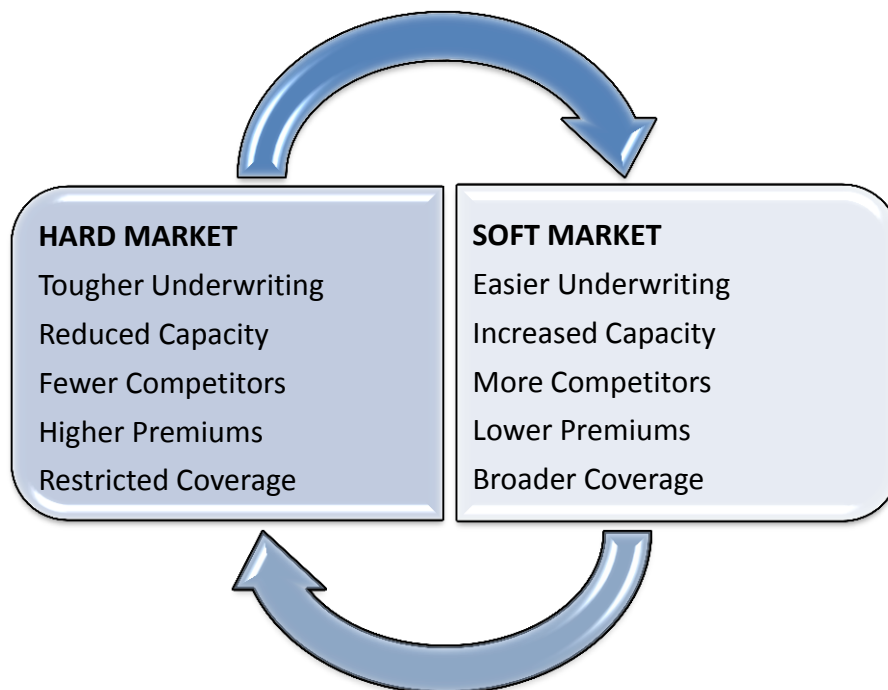 HARD MARKET
Tougher Underwriting
Reduced Capacity
Fewer Competitors
Higher Premiums
Restricted Coverage
SOFT MARKET
Easier Underwriting
Increased Capacity
More Competitors
Lower Premiums
Broader Coverage